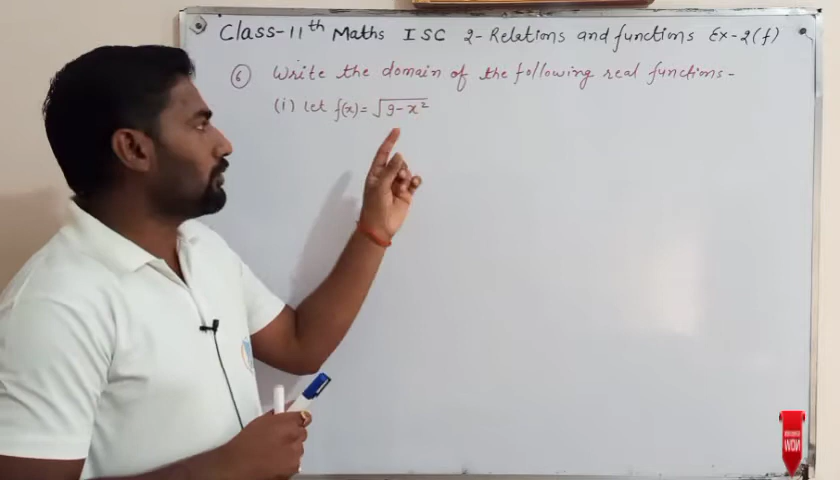 Class-11th Maths ISC 2-Relations and functions Ex-2(f)
⑥ Write the domain of the following real functions-
(i) let f(x)=√9-x²